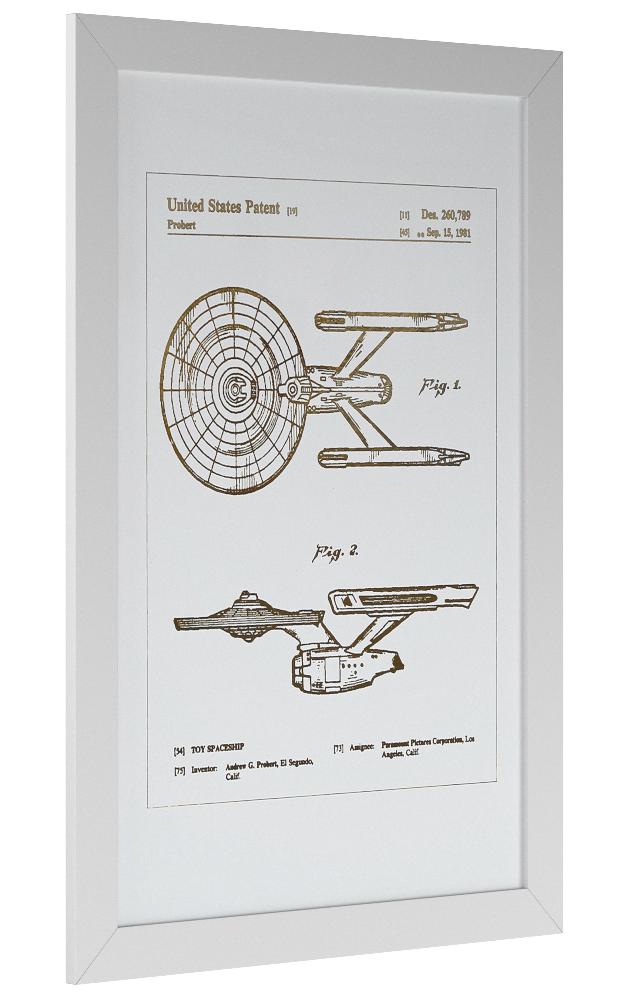 United States Patent [19]
Probert
[11] Des. 260,789
[45] ** Sep. 15, 1981
Fig. 1.
Fig. 2.
[54] TOY SPACESHIP
[75] Inventor: Andrew G. Probert, El Segundo,
Calif.
[73] Assignee: Paramount Pictures Corporation, Los
Angeles, Calif.